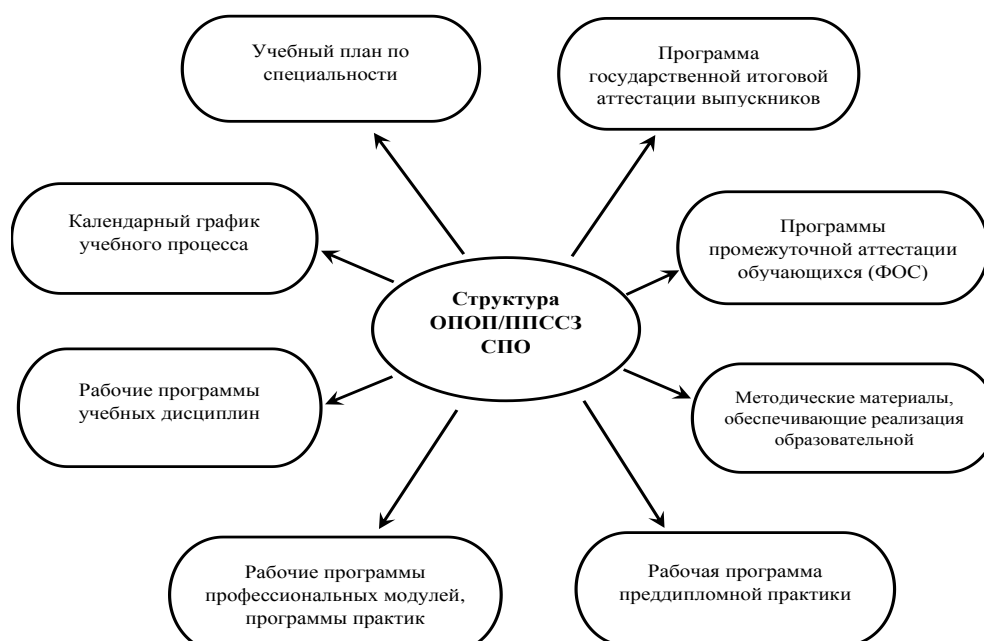 Учебный план по
специальности
Программа
государственной итоговой
аттестации выпускников
Календарный график
учебного процесса
Программы
промежуточной аттестации
обучающихся (ФОС)
Структура
ОПОП/ППССЗ
СПО
Рабочие программы
учебных дисциплин
Методические материалы,
обеспечивающие реализация
образовательной
Рабочие программы
профессиональных модулей,
программы практик
Рабочая программа
преддипломной практики